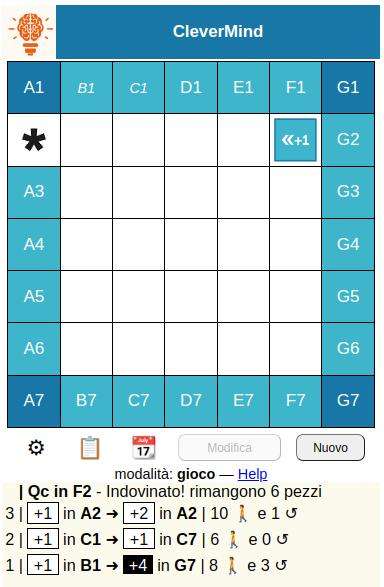 CleverMind
A1 B1 C1 D1 E1 F1 G1
* «+1 G2
A3 G3
A4 G4
A5 G5
A6 G6
A7 B7 C7 D7 E7 F7 G7
Modifica Nuovo
modalità: gioco — Help
| Qc in F2 - Indovinato! rimangono 6 pezzi
3 | +1 in A2 ➜ +2 in A2 | 10 🚶 e 1 ↺
2 | +1 in C1 ➜ +1 in C7 | 6 🚶 e 0 ↺
1 | +1 in B1 ➜ +4 in G7 | 8 🚶 e 3 ↺